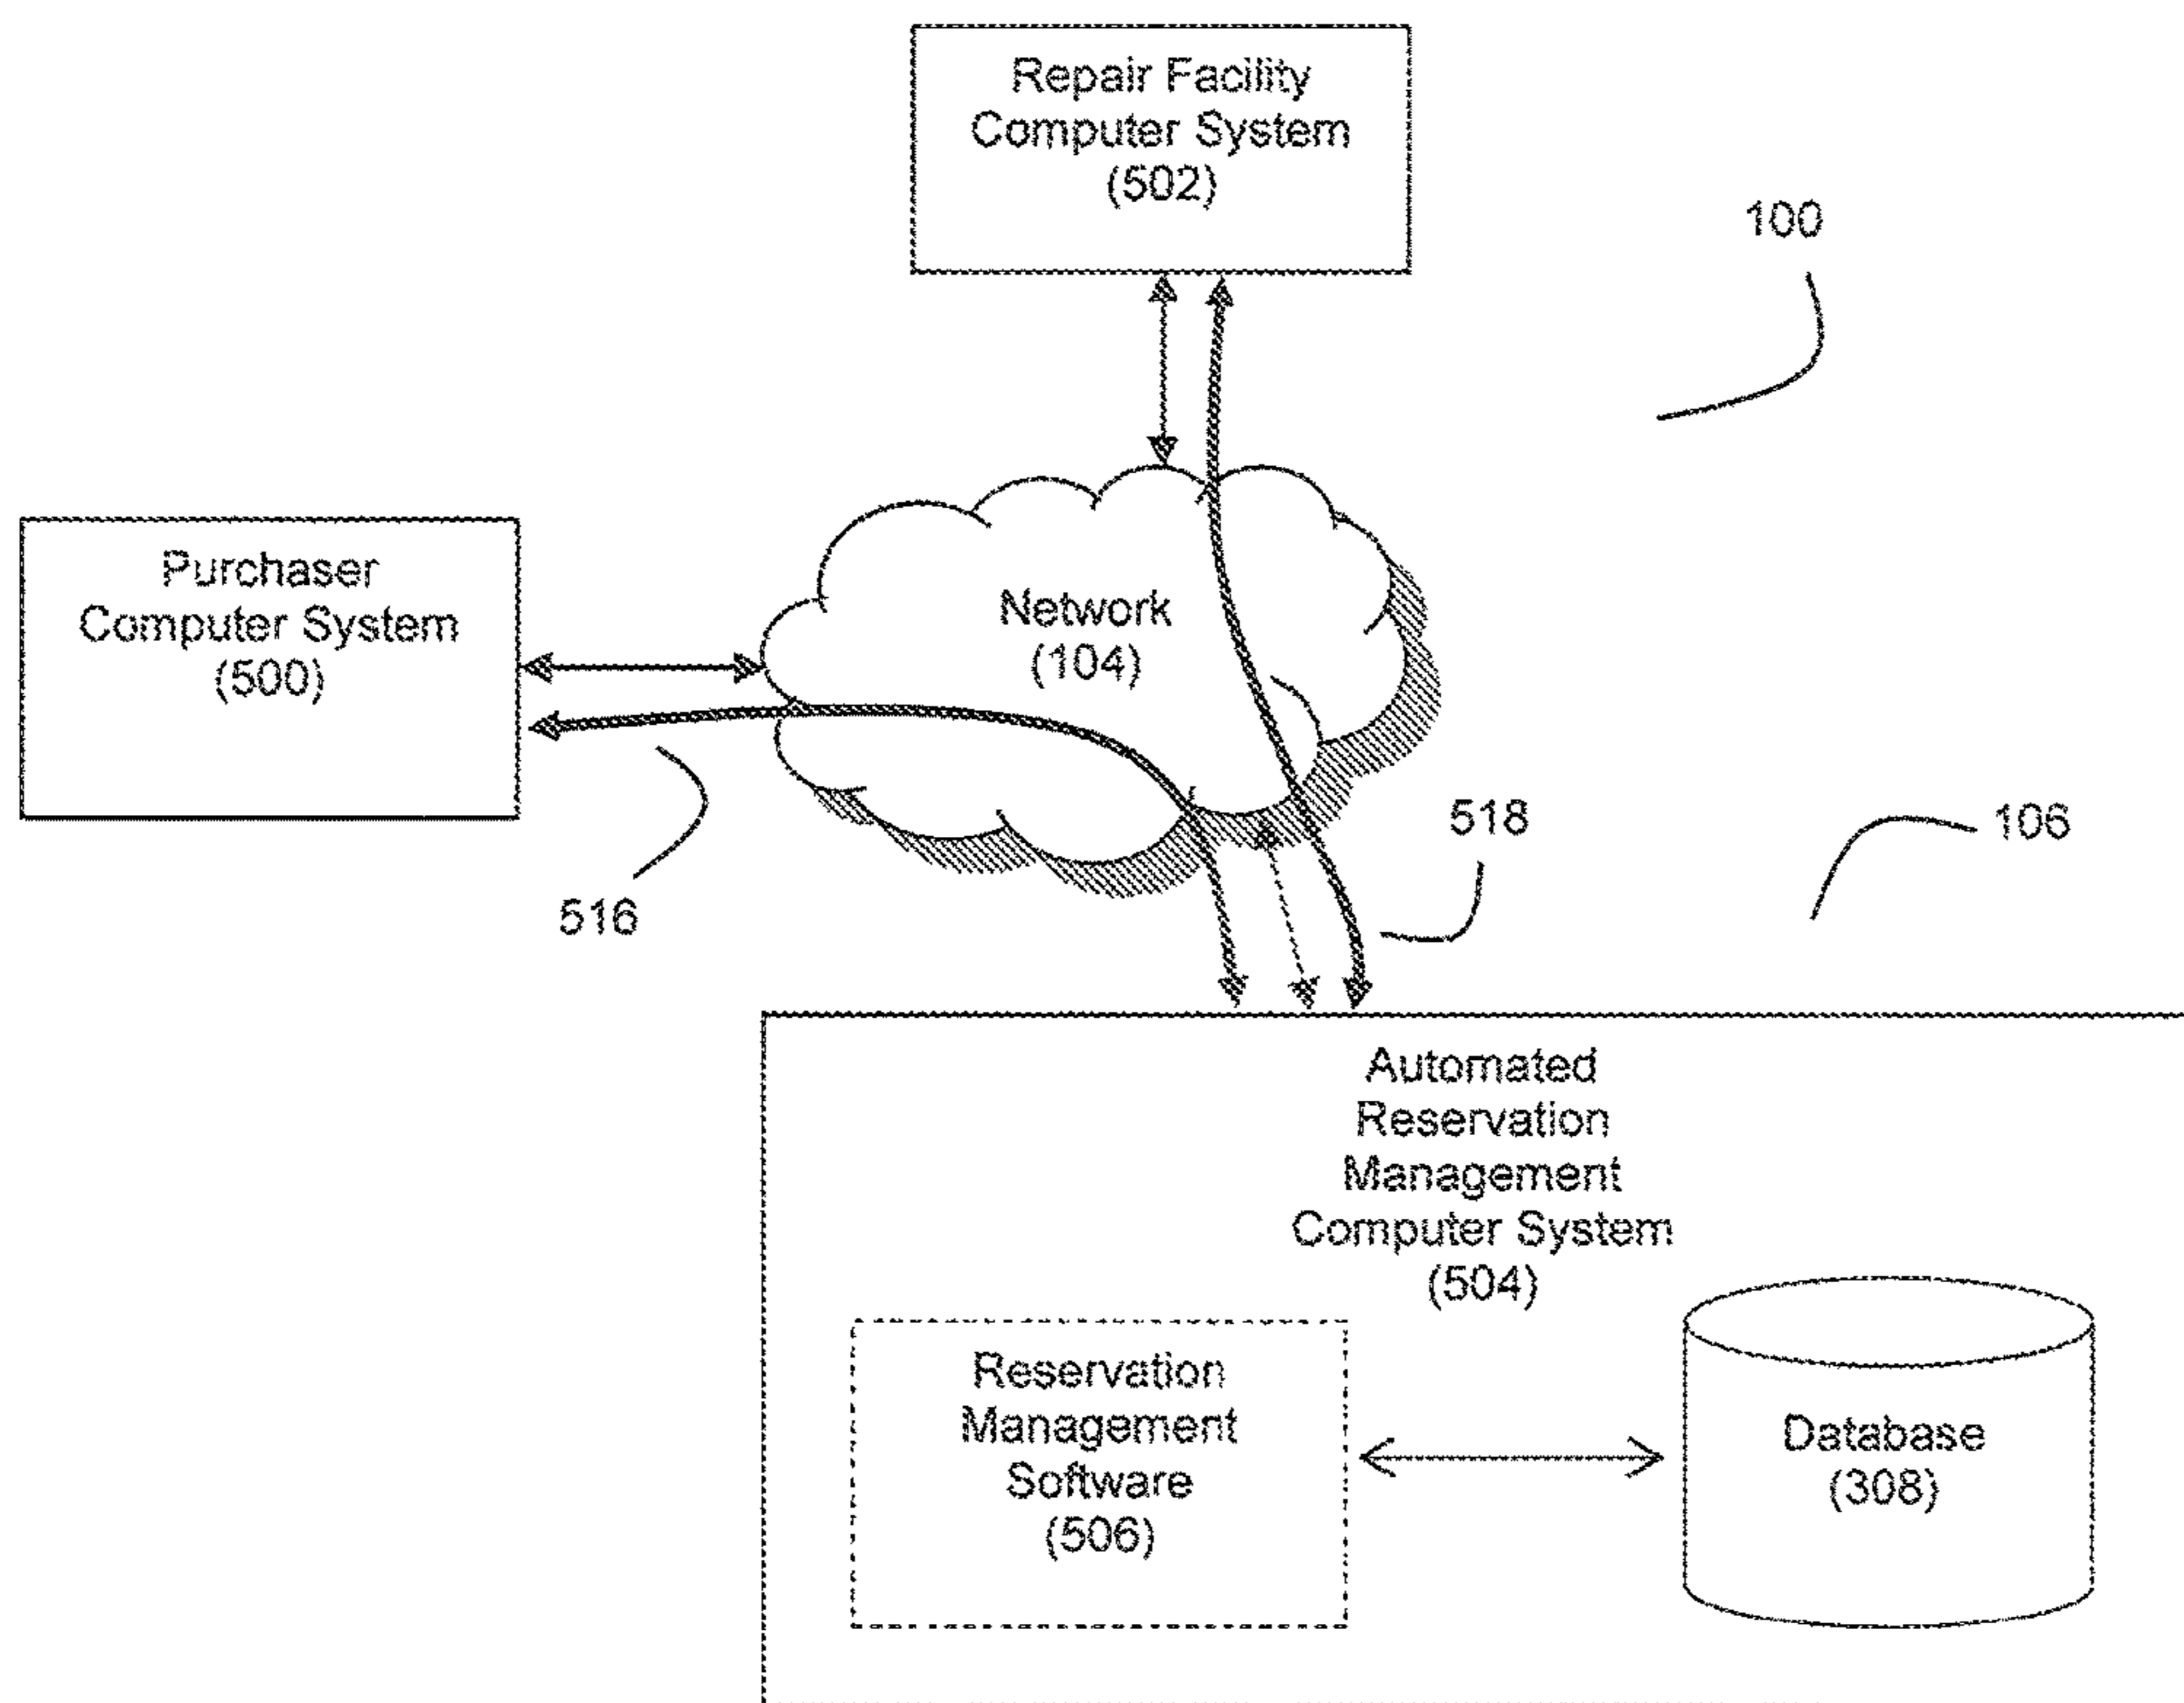 Repair Facility
Computer System
(502)
100
Purchaser
Computer System
(500)
Network
(104)
516
518
106
Automated
Reservation
Management
Computer System
(504)
Reservation
Management
Software
(506)
Database
(308)